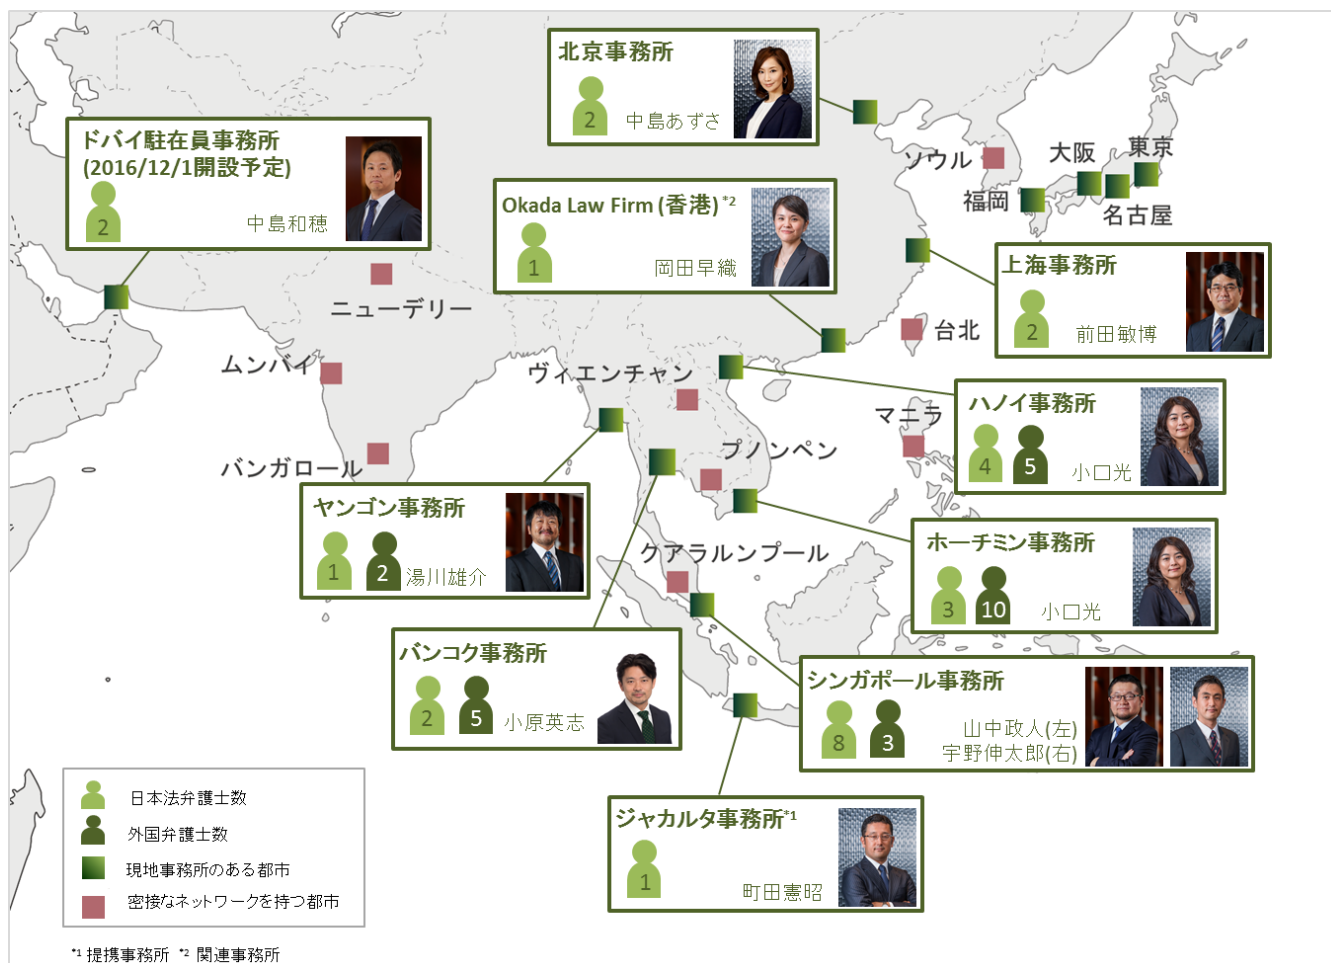 北京事務所
2
中島あずさ
ドバイ駐在員事務所
(2016/12/1開設予定)
2
中島和穂
Okada Law Firm (香港) *2
1
岡田早織
ソウル
大阪
東京
福岡
名古屋
上海事務所
2
前田敏博
ニューデリー
台北
ムンバイ
ヴィエンチャン
ハノイ事務所
4
5
小口光
マニラ
バンガロール
プノンペン
ヤンゴン事務所
1
2
湯川雄介
ホーチミン事務所
3
10
小口光
クアラルンプール
バンコク事務所
2
5
小原英志
シンガポール事務所
8
3
山中政人(左)
宇野伸太郎(右)
ジャカルタ事務所*1
1
町田憲昭
日本法弁護士数
外国弁護士数
現地事務所のある都市
密接なネットワークを持つ都市
*1 提携事務所 *2 関連事務所